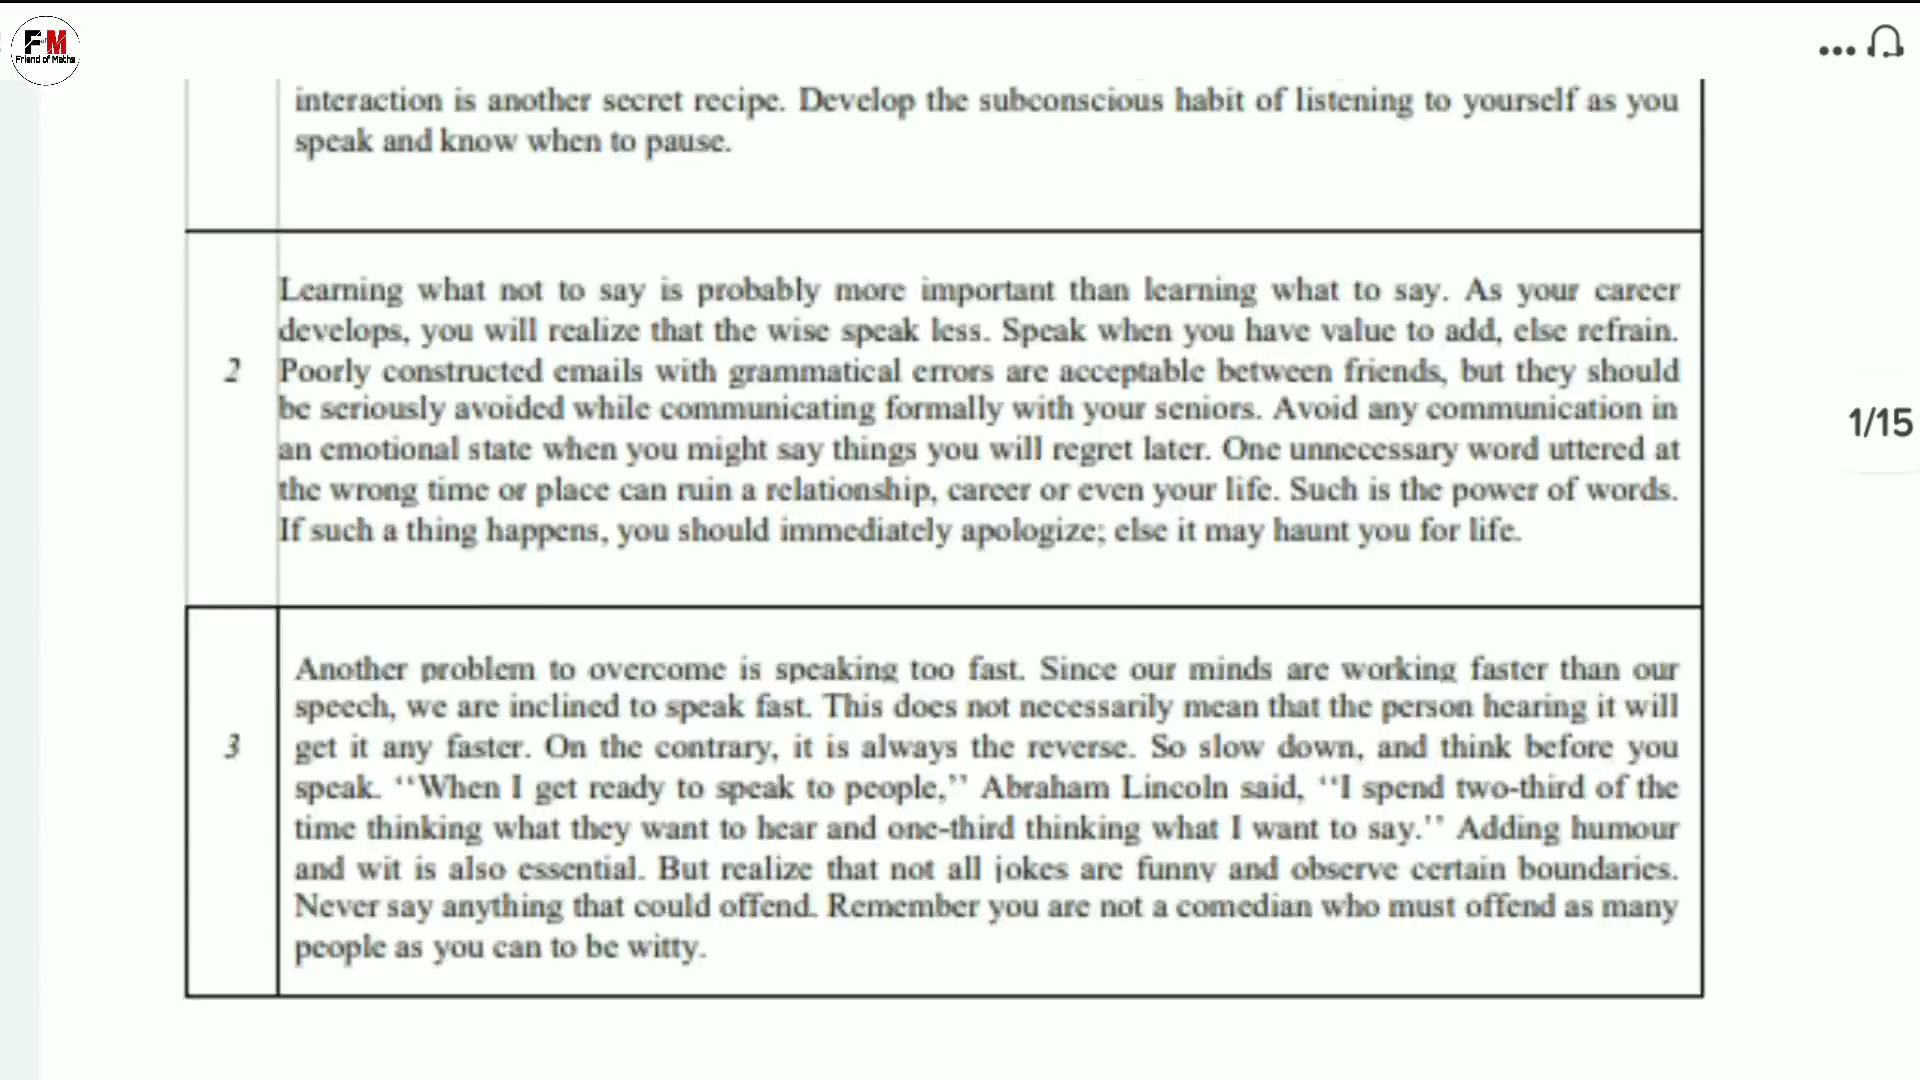 FM
Friend of Maths
interaction is another secret recipe. Develop the subconscious habit of listening to yourself as you
speak and know when to pause.
2
Learning what not to say is probably more important than learning what to say. As your career
develops, you will realize that the wise speak less. Speak when you have value to add, else refrain.
Poorly constructed emails with grammatical errors are acceptable between friends, but they should
be seriously avoided while communicating formally with your seniors. Avoid any communication in
an emotional state when you might say things you will regret later. One unnecessary word uttered at
the wrong time or place can ruin a relationship, career or even your life. Such is the power of words.
If such a thing happens, you should immediately apologize; else it may haunt you for life.
1/15
3
Another problem to overcome is speaking too fast. Since our minds are working faster than our
speech, we are inclined to speak fast. This does not necessarily mean that the person hearing it will
get it any faster. On the contrary, it is always the reverse. So slow down, and think before you
speak. ‘‘When I get ready to speak to people,’’ Abraham Lincoln said, ‘‘I spend two-third of the
time thinking what they want to hear and one-third thinking what I want to say.’’ Adding humour
and wit is also essential. But realize that not all jokes are funny and observe certain boundaries.
Never say anything that could offend. Remember you are not a comedian who must offend as many
people as you can to be witty.